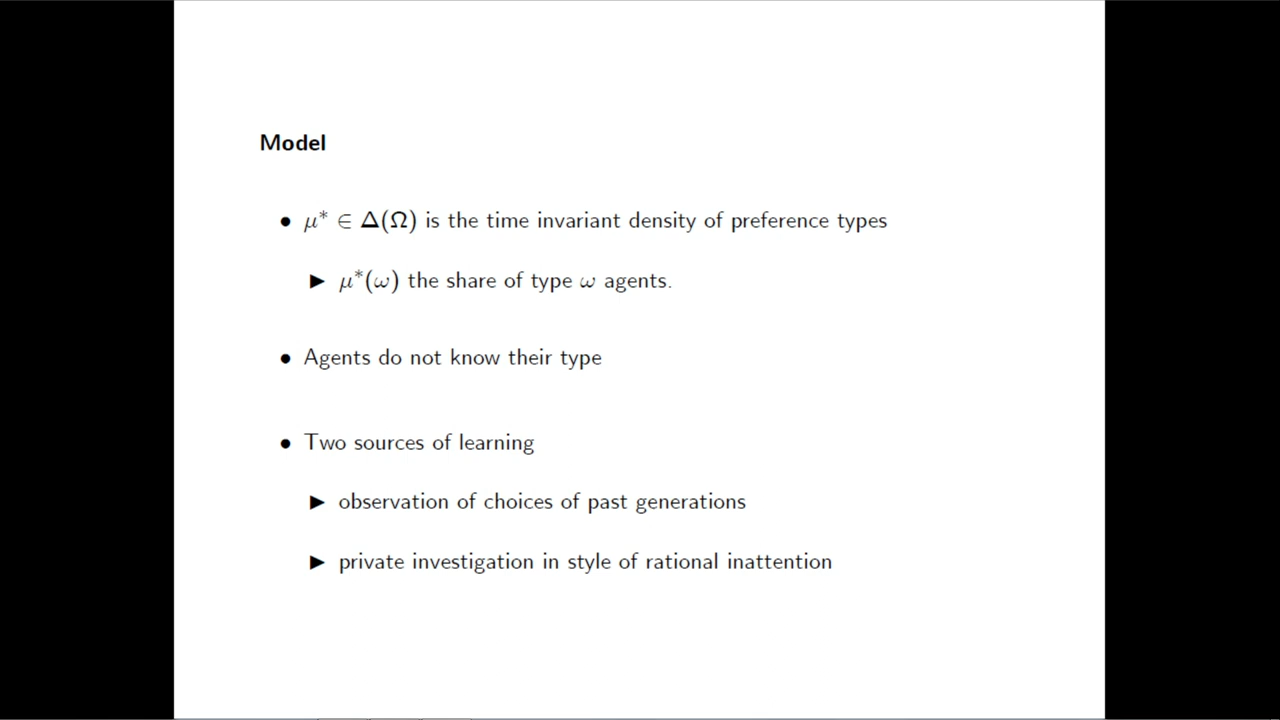 Model
• μ* ∈ Δ(Ω) is the time invariant density of preference types
▶ μ*(ω) the share of type ω agents.
• Agents do not know their type
• Two sources of learning
▶ observation of choices of past generations
▶ private investigation in style of rational inattention